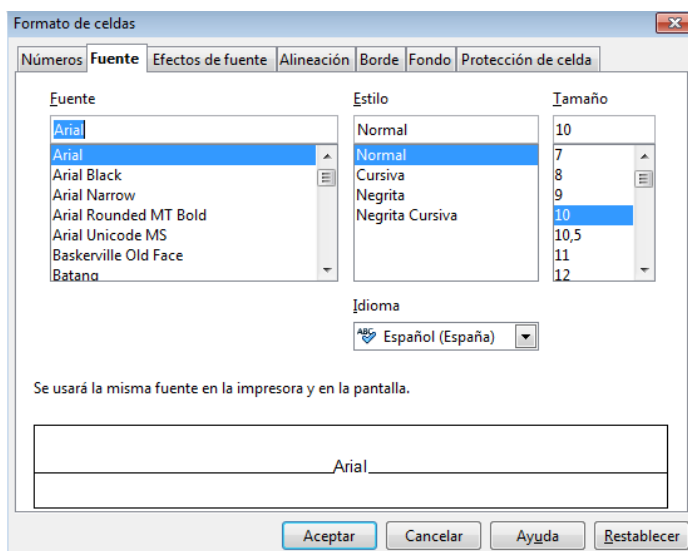 Formato de celdas
Números Fuente Efectos de fuente Alineación Borde Fondo Protección de celda
Fuente Estilo Tamaño
Arial Normal 10
Arial Normal 7
Arial Black Cursiva 8
Arial Narrow Negrita 9
Arial Rounded MT Bold Negrita Cursiva 10
Arial Unicode MS 10,5
Baskerville Old Face 11
Batang 12
Idioma
ABC Español (España)
Se usará la misma fuente en la impresora y en la pantalla.
Arial
Aceptar Cancelar Ayuda Restablecer